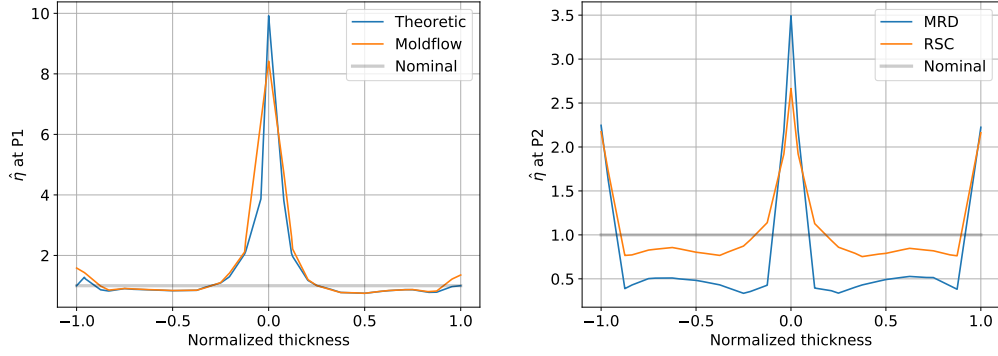 10
8
6
4
2
−1.0
−0.5
0.0
0.5
1.0
Normalized thickness
η̂ at P1
Theoretic
Moldflow
Nominal
3.5
3.0
2.5
2.0
1.5
1.0
0.5
−1.0
−0.5
0.0
0.5
1.0
Normalized thickness
η̂ at P2
MRD
RSC
Nominal